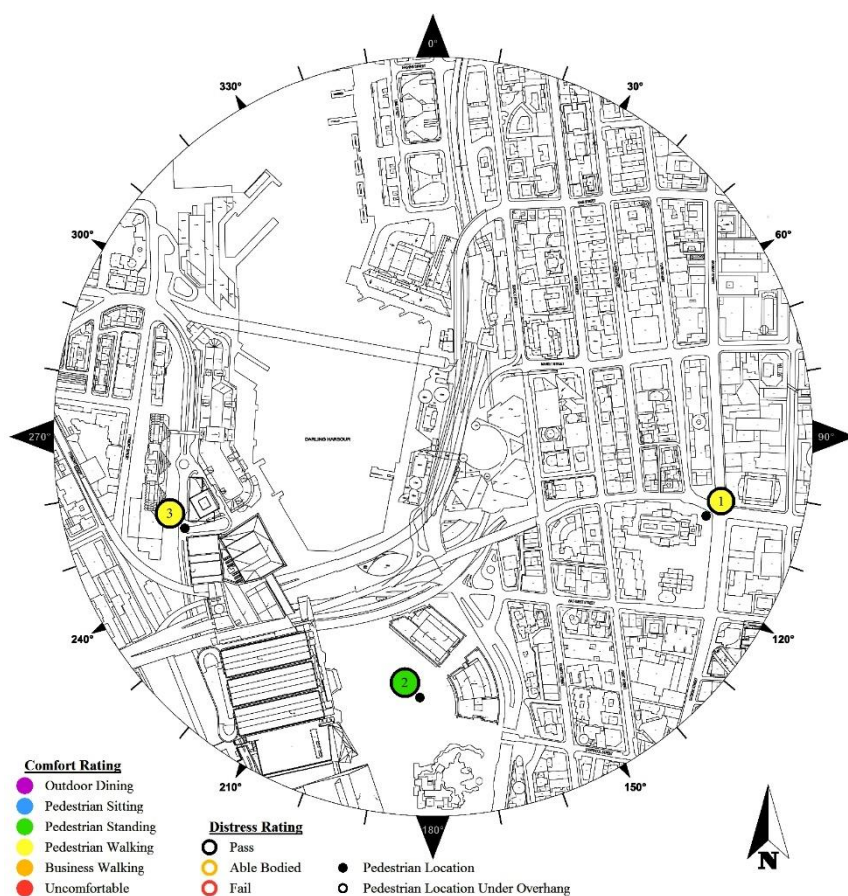 0°
330°
30°
300°
60°
270°
90°
DARLING HARBOUR
MARKET STREET
1
3
240°
120°
2
210°
150°
180°
Comfort Rating
Outdoor Dining
Pedestrian Sitting
Pedestrian Standing
Pedestrian Walking
Business Walking
Uncomfortable
Distress Rating
Pass
Able Bodied
Fail
Pedestrian Location
Pedestrian Location Under Overhang
N